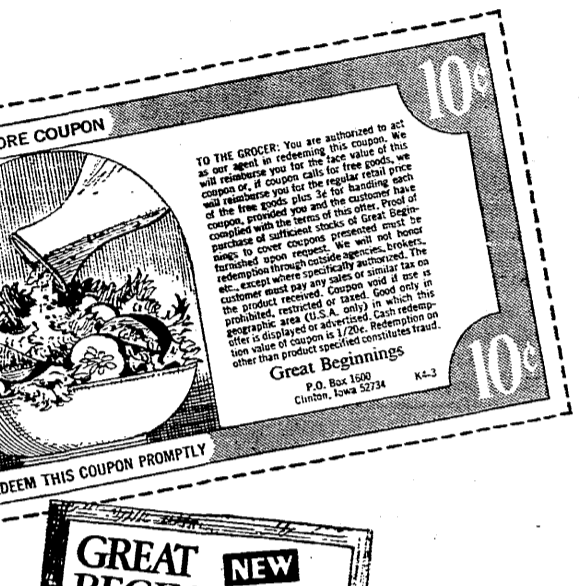 ORE COUPON
10¢
TO THE GROCER: You are authorized to act
as our agent in redeeming this coupon. We
will reimburse you for the face value of this
coupon or, if coupon calls for free goods, we
will reimburse you for the regular retail price
of the free goods plus 3¢ for handling each
coupon, provided you and the customer have
complied with the terms of this offer. Proof of
purchase of sufficient stocks of Great Begin-
nings to cover coupons presented must be
furnished upon request. We will not honor
redemption through outside agencies, brokers,
etc., except where specifically authorized. The
customer must pay any sales or similar tax on
the product received. Coupon void if use is
prohibited, restricted or taxed. Good only in
geographic area (U.S.A. only) in which this
offer is displayed or advertised. Cash redemp-
tion value of coupon is 1/20¢. Redemption on
other than product specified constitutes fraud.
Great Beginnings
P.O. Box 1600
Clinton, Iowa 52734
K4-3
10¢
DEEM THIS COUPON PROMPTLY
GREAT
NEW